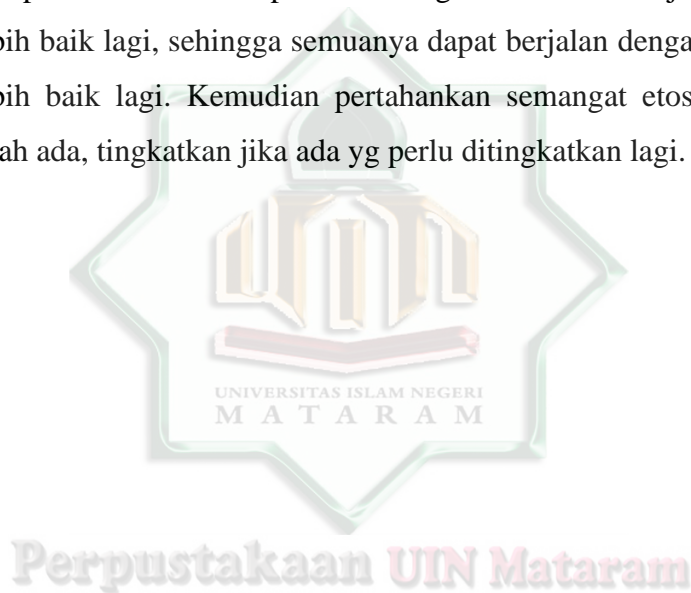 bih baik lagi, sehingga semuanya dapat berjalan denga
bih baik lagi. Kemudian pertahankan semangat etos
ah ada, tingkatkan jika ada yg perlu ditingkatkan lagi.
UNIVERSITAS ISLAM NEGERI
MATARAM
Perpustakaan UIN Mataram